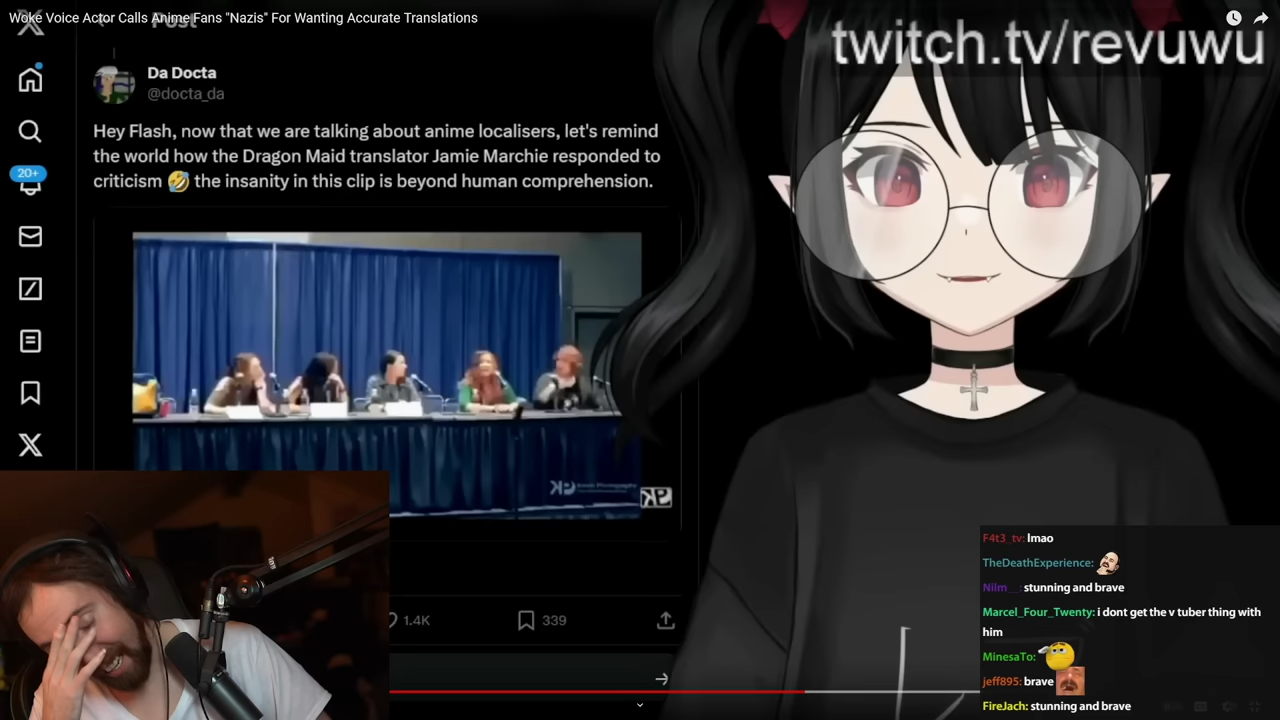 Woke Voice Actor Calls Anime Fans "Nazis" For Wanting Accurate Translations
Post
twitch.tv/revuwu
Da Docta
@docta_da
Hey Flash, now that we are talking about anime localisers, let's remind
the world how the Dragon Maid translator Jamie Marchie responded to
criticism 🤣 the insanity in this clip is beyond human comprehension.
20+
KP
1.4K
339
F4t3_tv: lmao
TheDeathExperience:
Nilm__: stunning and brave
Marcel_Four_Twenty: i dont get the v tuber thing with
him
MinesaTo:
jeff895: brave
FireJach: stunning and brave